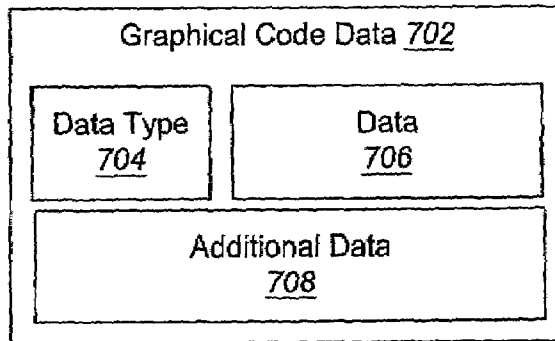 Graphical Code Data 702
Data Type
704
Data
706
Additional Data
708